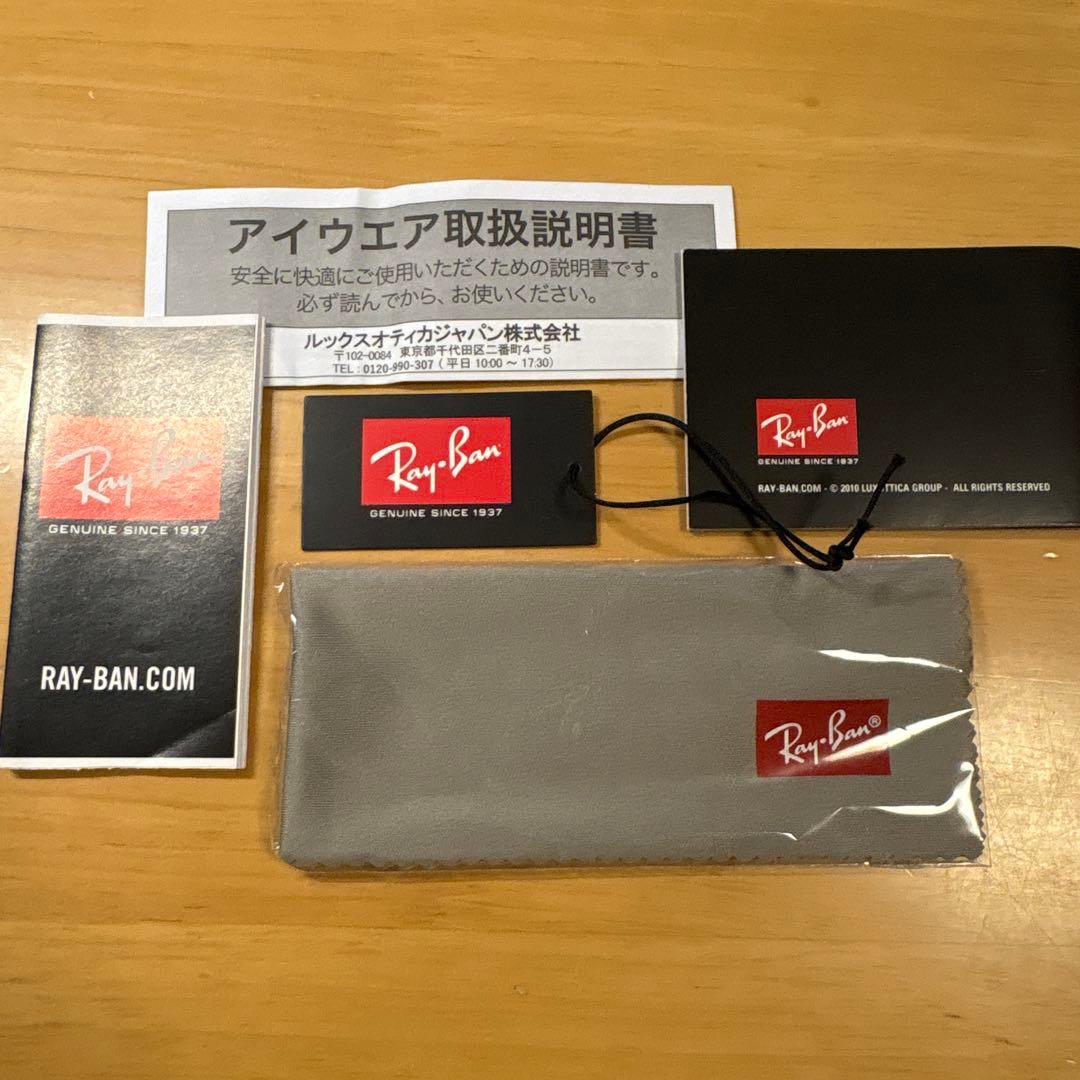 アイウエア取扱説明書
安全に快適にご使用いただくための説明書です。
必ず読んでから、お使いください。
ルックスオティカジャパン株式会社
〒102-0084 東京都千代田区二番町4-5
TEL : 0120-990-307 ( 平日 10:00 ~ 17:30)
Ray-Ban
GENUINE SINCE 1937
RAY-BAN.COM
Ray-Ban
GENUINE SINCE 1937
Ray-Ban
GENUINE SINCE 1937
RAY-BAN.COM - © 2010 LUXOTTICA GROUP - ALL RIGHTS RESERVED
Ray-Ban®